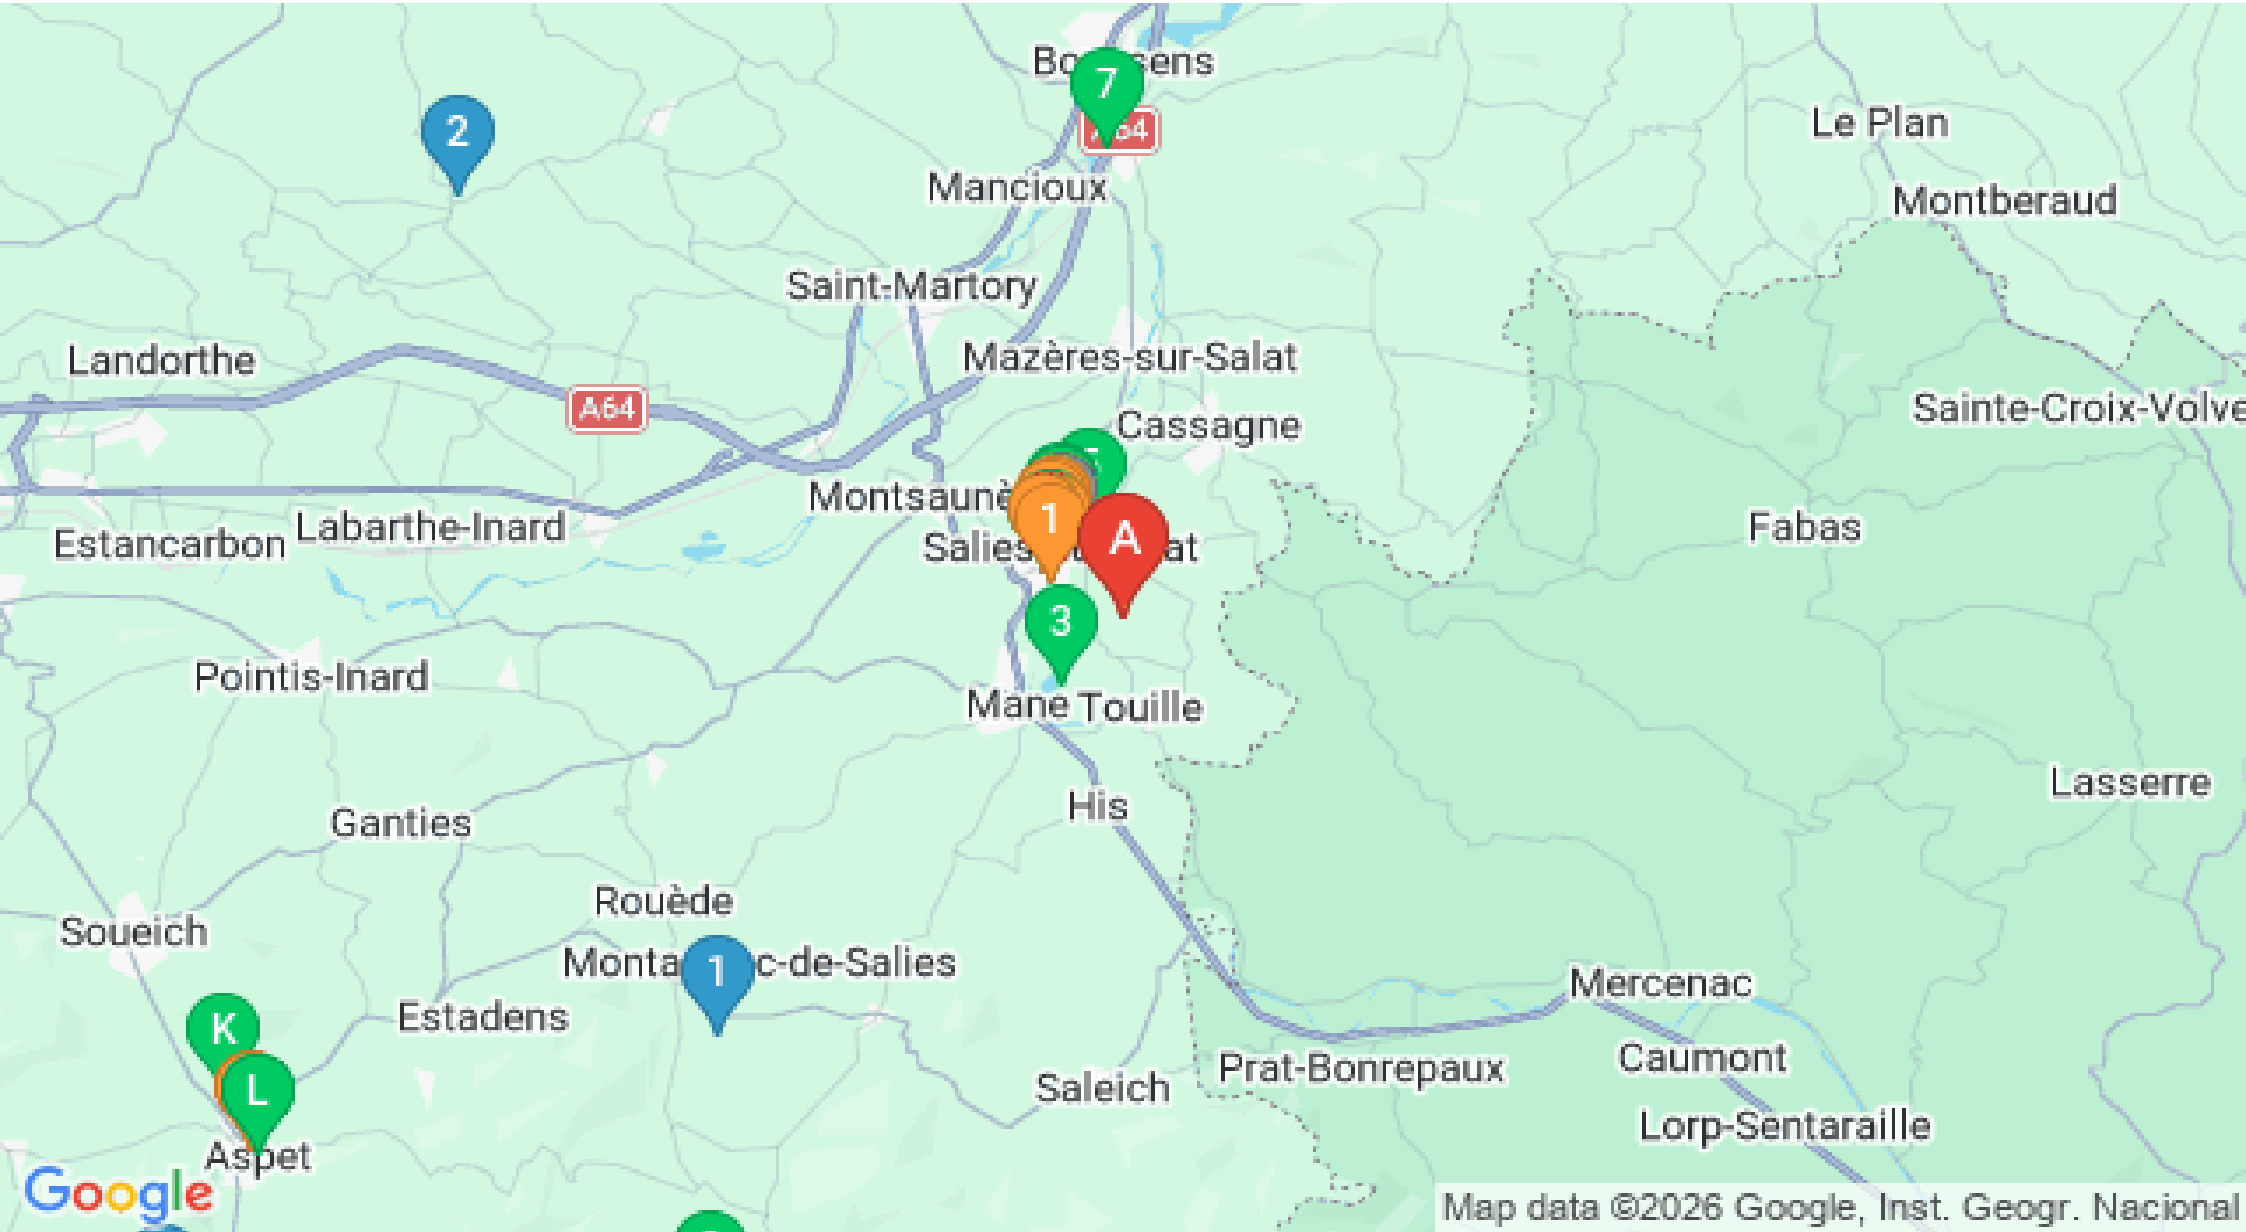 7
A64
2
Le Plan
Mancioux
Montberaud
Saint-Martory
Landorthe
Mazères-sur-Salat
A64
Sainte-Croix-Volve
Cassagne
Montsaunè
1
A
Fabas
Labarthe-Inard
Estancarbon
3
Pointis-Inard
Mane
Touille
Lasserre
His
Ganties
Rouède
Soueich
1
Mercenac
Estadens
K
Caumont
Prat-Bonrepaux
Saleich
L
Lorp-Sentaraille
Aspet
Google
Map data ©2026 Google, Inst. Geogr. Nacional